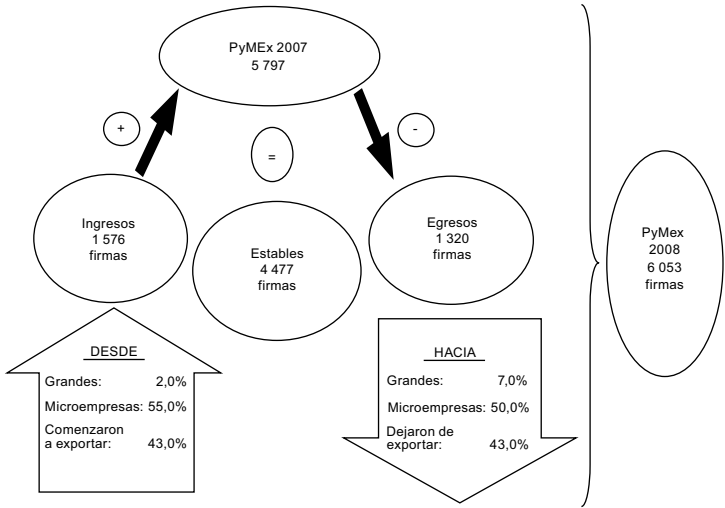 PyMEx 2007
5 797
+
-
=
Ingresos
1 576
firmas
Estables
4 477
firmas
Egresos
1 320
firmas
PyMex
2008
6 053
firmas
DESDE
Grandes: 2,0%
Microempresas: 55,0%
Comenzaron
a exportar: 43,0%
HACIA
Grandes: 7,0%
Microempresas: 50,0%
Dejaron de
exportar: 43,0%